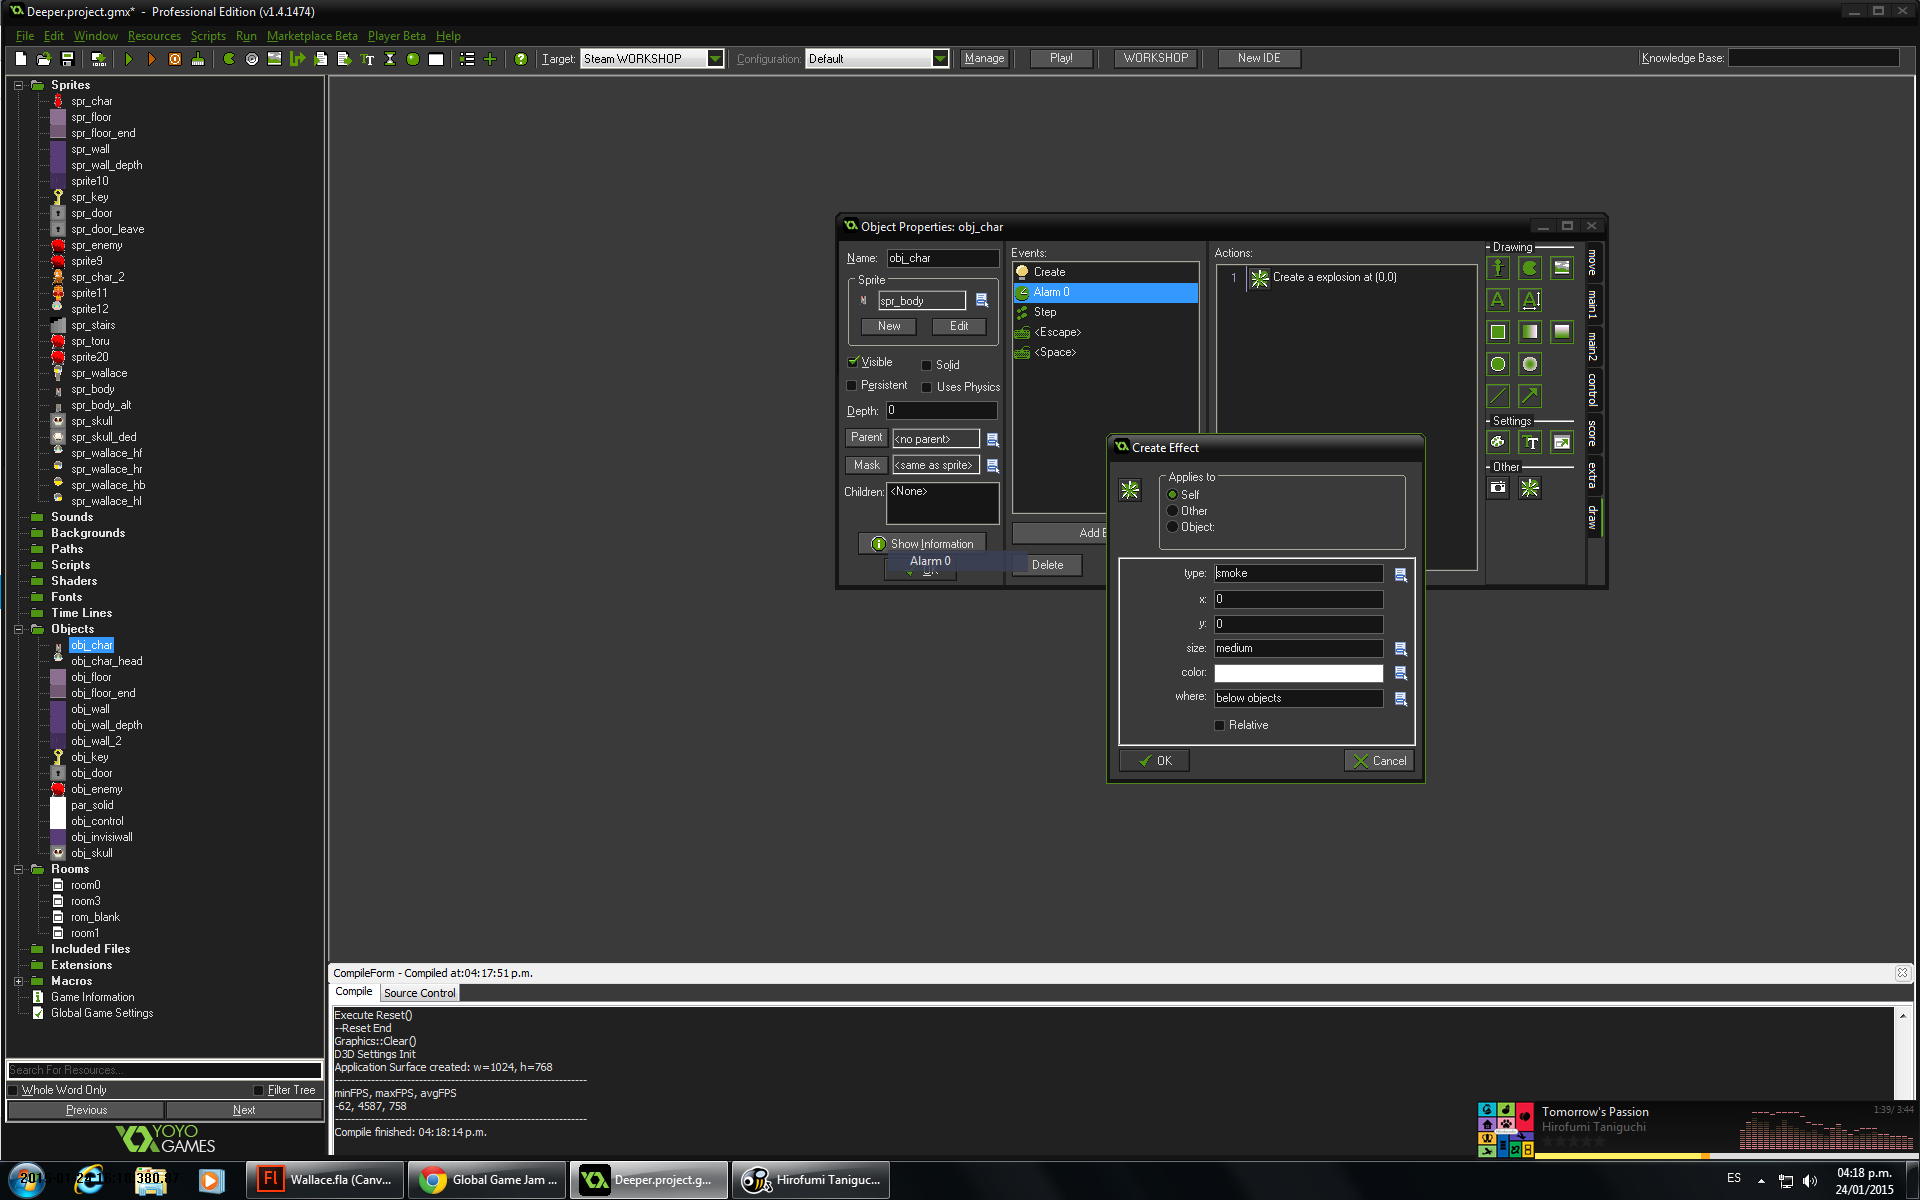 Deeper.project.gmx* - Professional Edition (v1.4.1474)
File Edit Window Resources Scripts Run Marketplace Beta Player Beta Help
Target: Steam WORKSHOP Configuration: Default Manage Play! WORKSHOP New IDE Knowledge Base:
Sprites
spr_char
spr_floor
spr_floor_end
spr_wall
spr_wall_depth
sprite10
spr_key
spr_door
spr_door_leave
spr_enemy
sprite9
spr_char_2
sprite11
sprite12
spr_stairs
spr_toru
sprite20
spr_wallace
spr_body
spr_body_alt
spr_skull
spr_skull_ded
spr_wallace_hf
spr_wallace_hr
spr_wallace_hb
spr_wallace_hl
Sounds
Backgrounds
Paths
Scripts
Shaders
Fonts
Time Lines
Objects
obj_char
obj_char_head
obj_floor
obj_floor_end
obj_wall
obj_wall_depth
obj_wall_2
obj_key
obj_door
obj_enemy
par_solid
obj_control
obj_invisiwall
obj_skull
Rooms
room0
room3
rom_blank
room1
Included Files
Extensions
Macros
Game Information
Global Game Settings
Search For Resources...
Whole Word Only Filter Tree
Previous Next
YOYO
GAMES
Object Properties: obj_char
Name: obj_char
Sprite
spr_body
New Edit
Visible Solid
Persistent Uses Physics
Depth: 0
Parent <no parent>
Mask <same as sprite>
Children: <None>
Show Information
Alarm 0
OK
Events:
Create
Alarm 0
Step
<Escape>
<Space>
Add E
Delete
Actions:
1 Create a explosion at (0,0)
Drawing
Settings
Other
move
main1
main2
control
score
extra
draw
Create Effect
Applies to
Self
Other
Object:
type: smoke
x: 0
y: 0
size: medium
color:
where: below objects
Relative
OK Cancel
CompileForm - Compiled at:04:17:51 p.m.
Compile Source Control
Execute Reset()
--Reset End
Graphics::Clear()
D3D Settings Init
Application Surface created: w=1024, h=768
minFPS, maxFPS, avgFPS
-62, 4587, 758
Compile finished: 04:18:14 p.m.
Tomorrow's Passion 1:39/ 3:44
Hirofumi Taniguchi
Wallace.fla (Canv... Global Game Jam ... Deeper.project.g... Hirofumi Taniguc...
ES
04:18 p.m.
24/01/2015